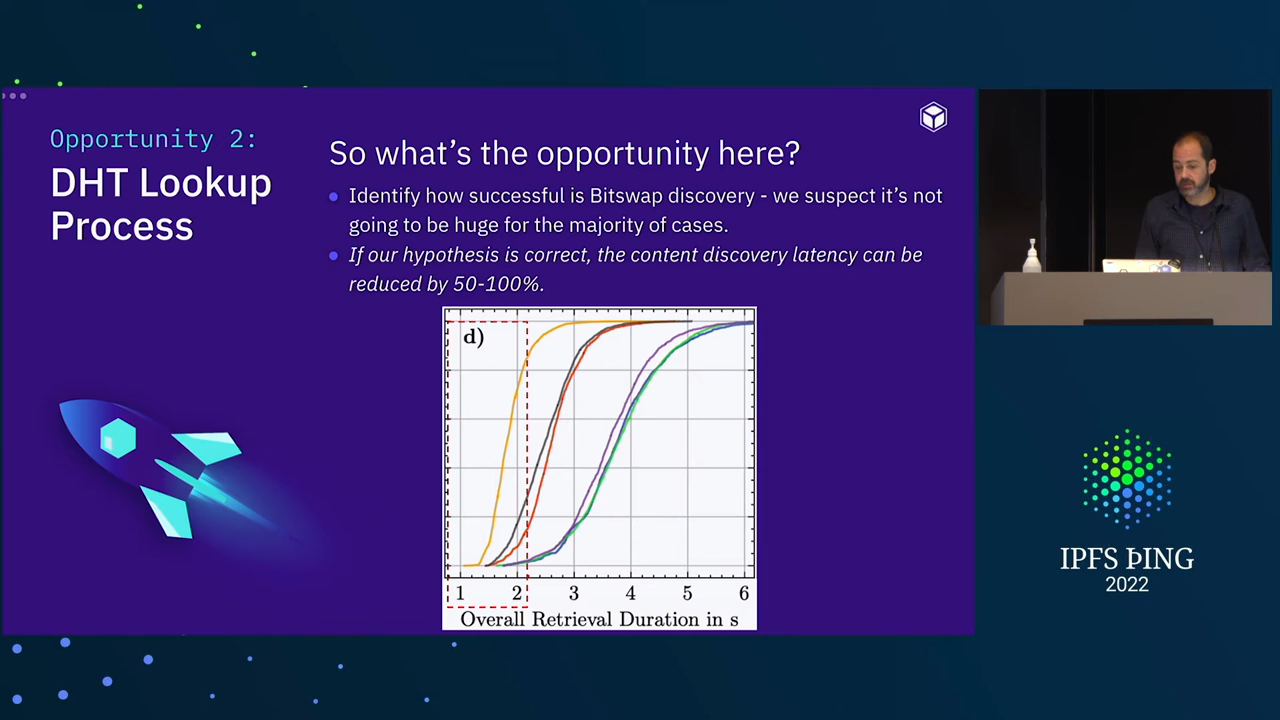 Opportunity 2:
DHT Lookup
Process
So what's the opportunity here?
Identify how successful is Bitswap discovery - we suspect it's not
going to be huge for the majority of cases.
If our hypothesis is correct, the content discovery latency can be
reduced by 50-100%.
d)
1 2 3 4 5 6
Overall Retrieval Duration in s
IPFS ÞING
2022